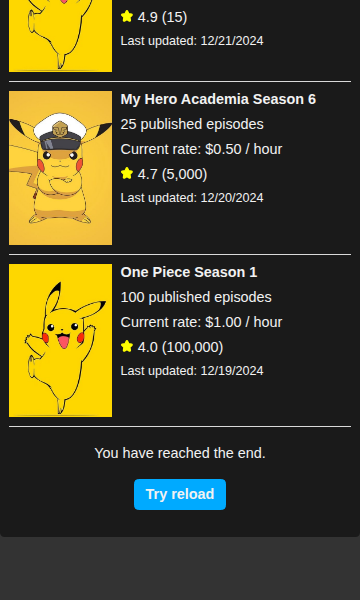 4.9 (15)
Last updated: 12/21/2024
My Hero Academia Season 6
25 published episodes
Current rate: $0.50 / hour
4.7 (5,000)
Last updated: 12/20/2024
One Piece Season 1
100 published episodes
Current rate: $1.00 / hour
4.0 (100,000)
Last updated: 12/19/2024
You have reached the end.
Try reload